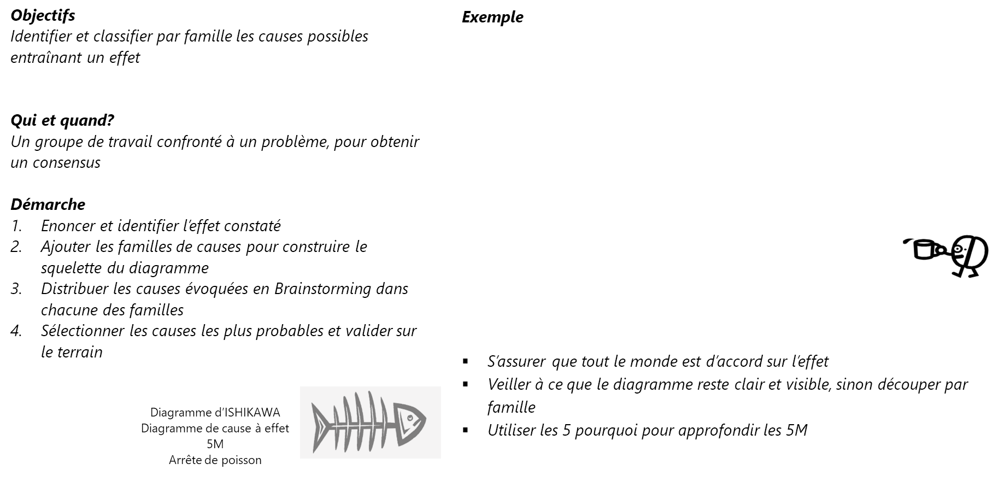 Objectifs
Identifier et classifier par famille les causes possibles
entraînant un effet
Qui et quand?
Un groupe de travail confronté à un problème, pour obtenir
un consensus
Démarche
1. Enoncer et identifier l’effet constaté
2. Ajouter les familles de causes pour construire le
squelette du diagramme
3. Distribuer les causes évoquées en Brainstorming dans
chacune des familles
4. Sélectionner les causes les plus probables et valider sur
le terrain
Diagramme d’ISHIKAWA
Diagramme de cause à effet
5M
Arrête de poisson
Exemple
▪ S’assurer que tout le monde est d’accord sur l’effet
▪ Veiller à ce que le diagramme reste clair et visible, sinon découper par
famille
▪ Utiliser les 5 pourquoi pour approfondir les 5M